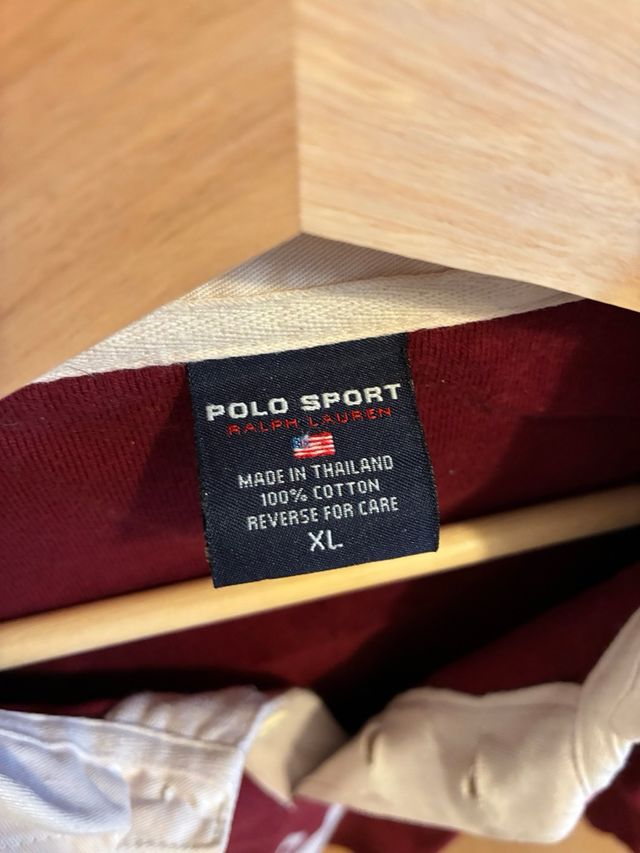 POLO SPORT
RALPH LAUREN
MADE IN THAILAND
100% COTTON
REVERSE FOR CARE
XL